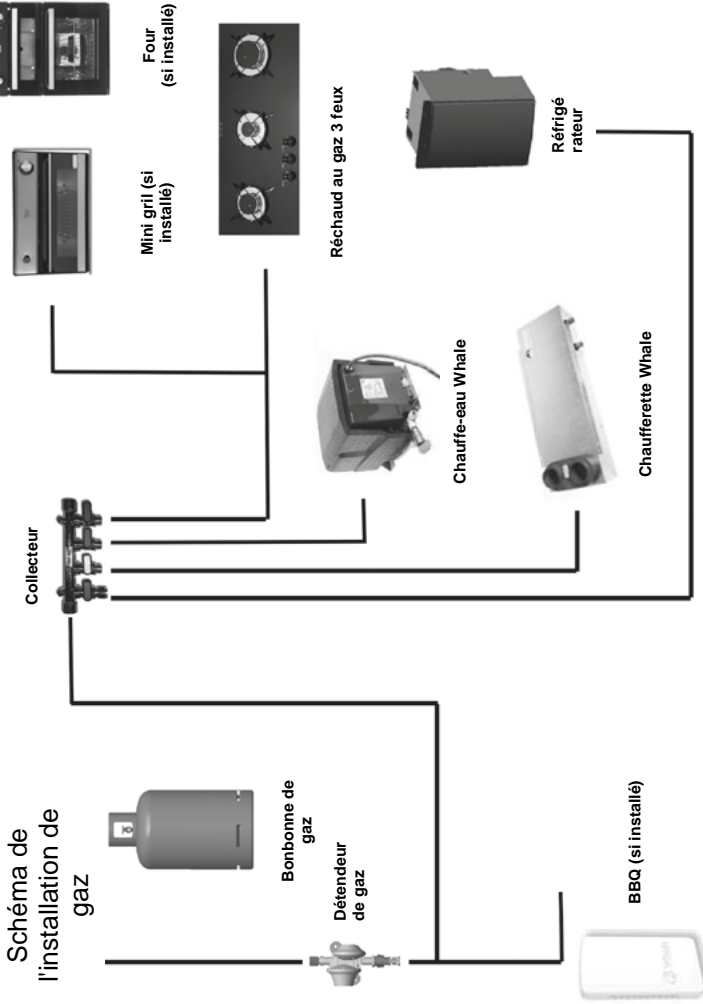 Schéma de
l'installation de
gaz
Bonbonne de
gaz
Détendeur
de gaz
BBQ (si installé)
Collecteur
Mini gril (si
installé)
Four
(si installé)
Réchaud au gaz 3 feux
Chauffe-eau Whale
Chaufferette Whale
Réfrigé
rateur